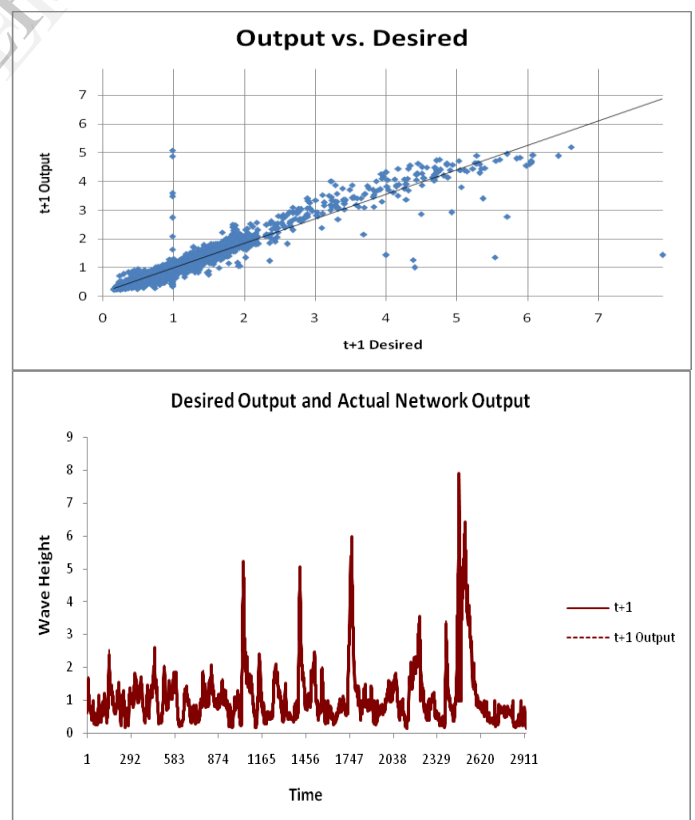 Output vs. Desired
t+1 Output
7
6
5
4
3
2
1
0
0 1 2 3 4 5 6 7
t+1 Desired
Desired Output and Actual Network Output
Wave Height
9
8
7
6
5
4
3
2
1
0
t+1
t+1 Output
1 292 583 874 1165 1456 1747 2038 2329 2620 2911
Time